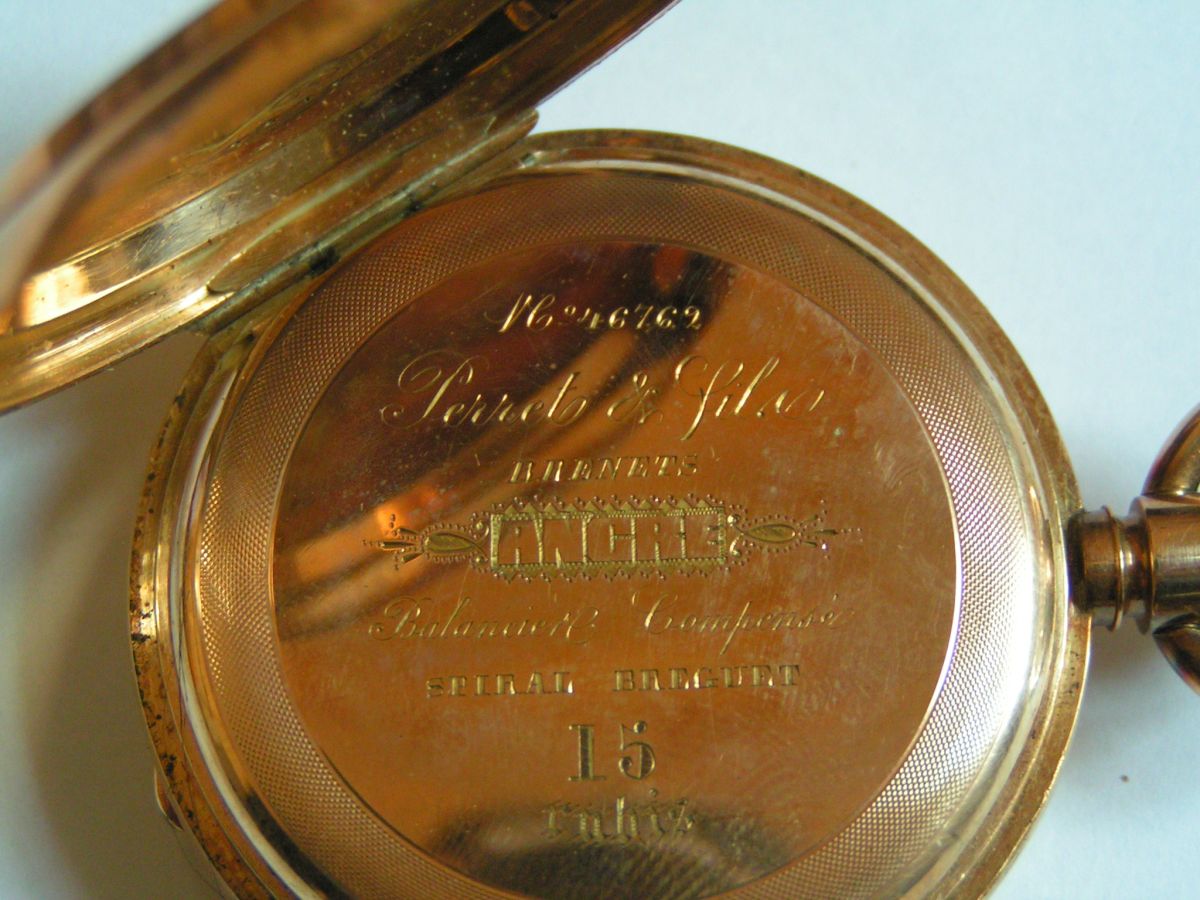 No 46762
Perret & Fils
BRENETS
ANCRE
Balancier Compensé
SPIRAL BREGUET
15
rubis